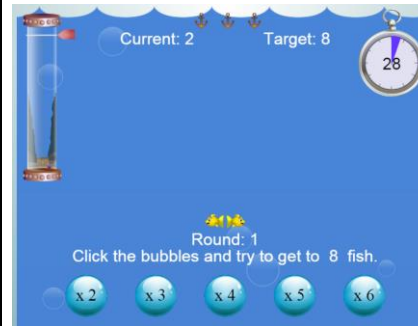 Current: 2 Target: 8
28
Round: 1
Click the bubbles and try to get to 8 fish.
x 2 x 3 x 4 x 5 x 6